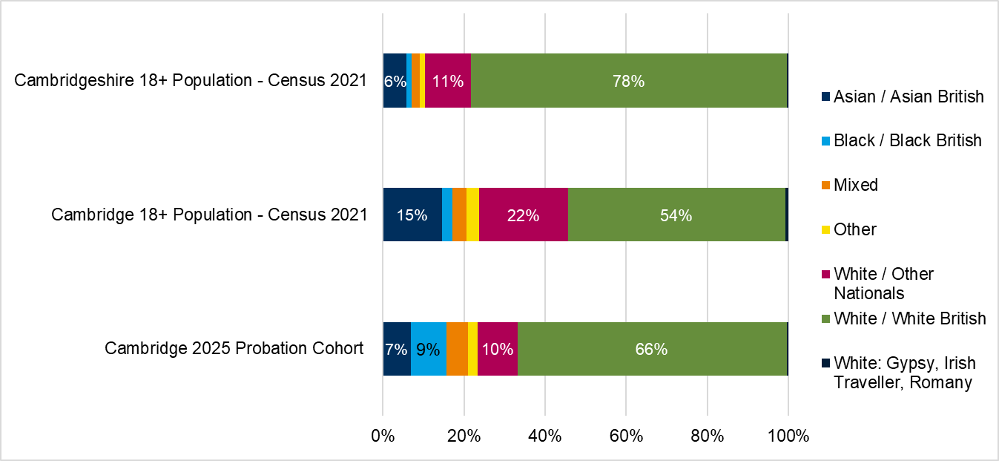 Cambridgeshire 18+ Population - Census 2021
6%
11%
78%
Cambridge 18+ Population - Census 2021
15%
22%
54%
Cambridge 2025 Probation Cohort
7%
9%
10%
66%
0%
20%
40%
60%
80%
100%
Asian / Asian British
Black / Black British
Mixed
Other
White / Other
Nationals
White / White British
White: Gypsy, Irish
Traveller, Romany